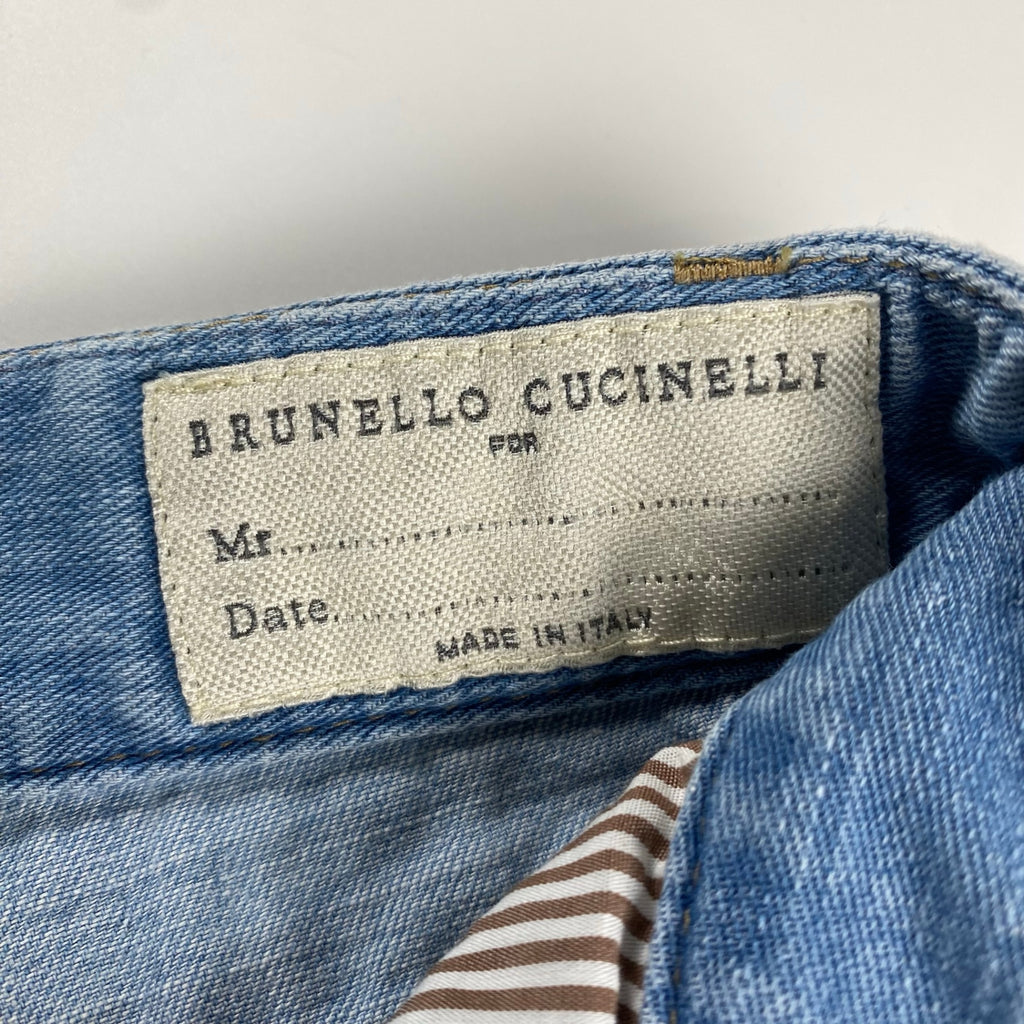 BRUNELLO CUCINELLI
FOR
Mr..............................
Date..............................
MADE IN ITALY